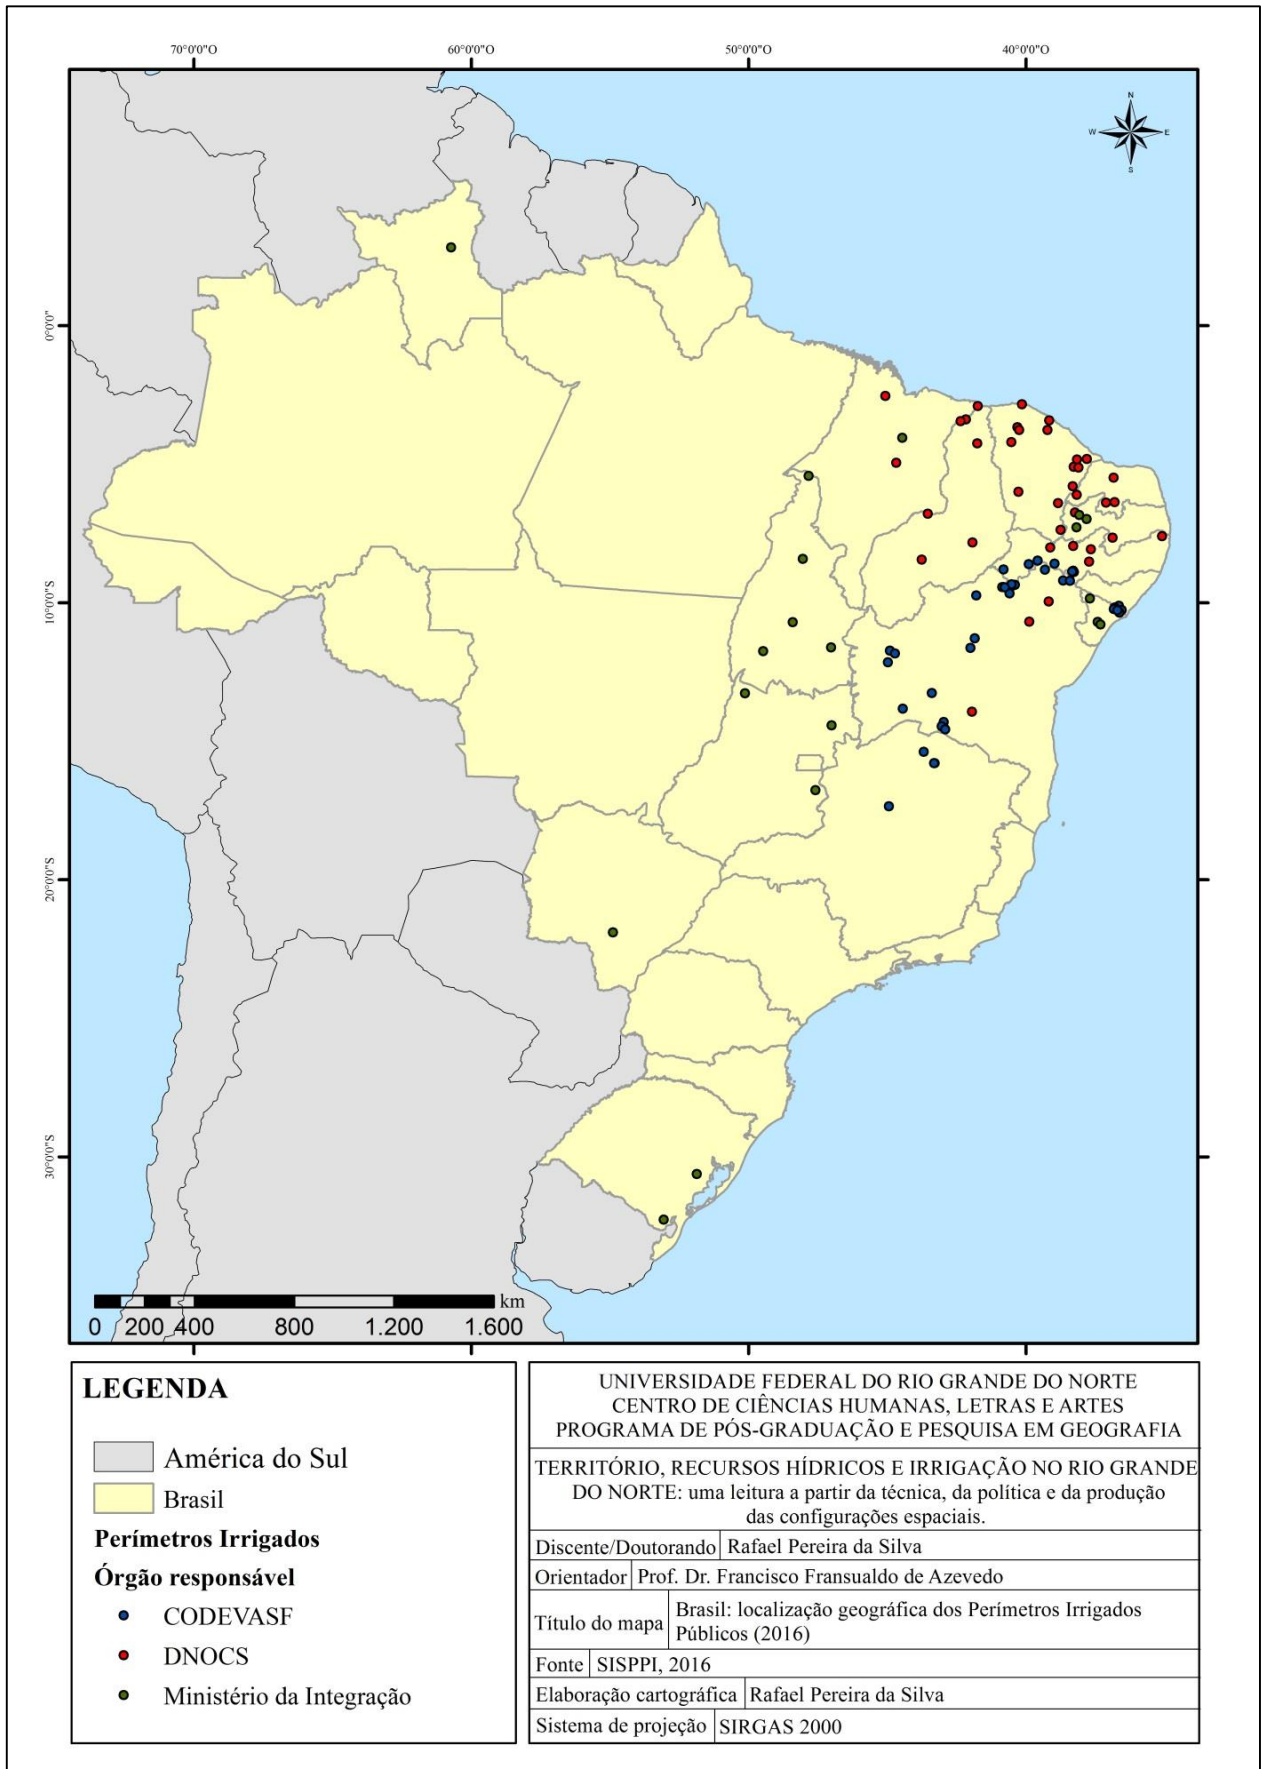 70°0'0"O 60°0'0"O 50°0'0"O 40°0'0"O
N
W E
S
0°0'0"
10°0'0"S
20°0'0"S
30°0'0"S
km
0 200 400 800 1.200 1.600
LEGENDA
América do Sul
Brasil
Perímetros Irrigados
Órgão responsável
CODEVASF
DNOCS
Ministério da Integração
UNIVERSIDADE FEDERAL DO RIO GRANDE DO NORTE
CENTRO DE CIÊNCIAS HUMANAS, LETRAS E ARTES
PROGRAMA DE PÓS-GRADUAÇÃO E PESQUISA EM GEOGRAFIA
TERRITÓRIO, RECURSOS HÍDRICOS E IRRIGAÇÃO NO RIO GRANDE
DO NORTE: uma leitura a partir da técnica, da política e da produção
das configurações espaciais.
Discente/Doutorando Rafael Pereira da Silva
Orientador Prof. Dr. Francisco Fransualdo de Azevedo
Título do mapa Brasil: localização geográfica dos Perímetros Irrigados
Públicos (2016)
Fonte SISPPI, 2016
Elaboração cartográfica Rafael Pereira da Silva
Sistema de projeção SIRGAS 2000